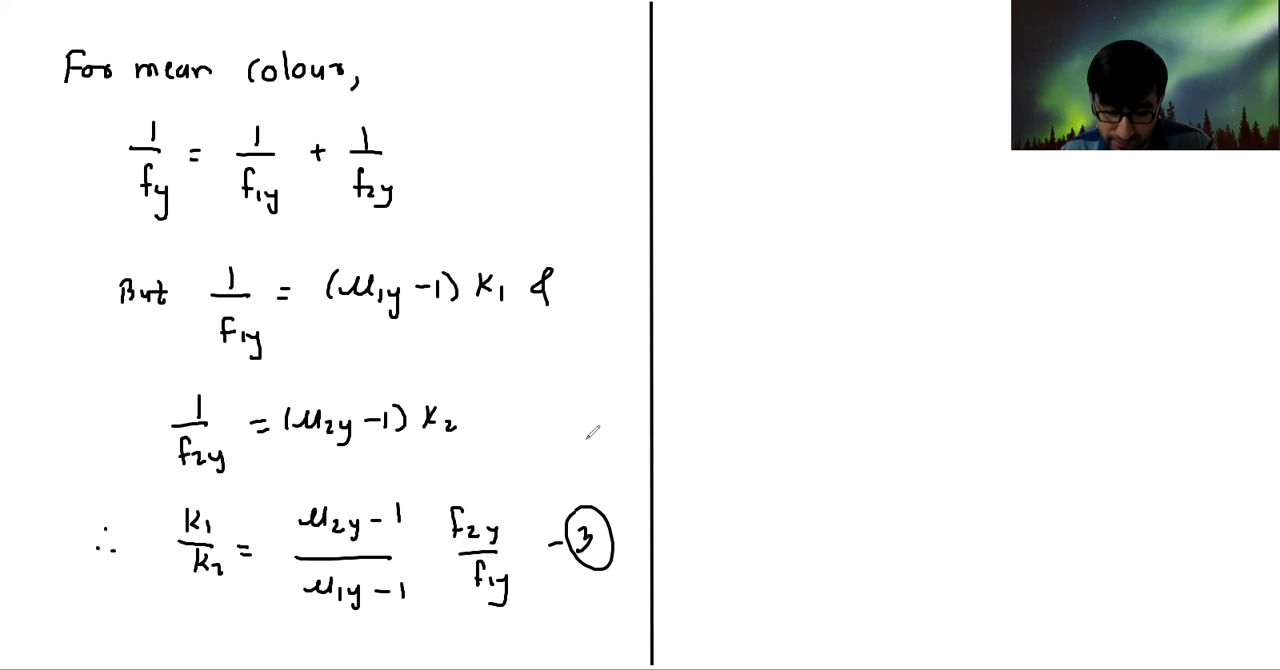 For mean colour,
1/fy = 1/f₁y + 1/f₂y
But 1/f₁y = (μ₁y - 1) K₁ &
1/f₂y = (μ₂y - 1) K₂
∴ K₁/K₂ = (μ₂y - 1)/(μ₁y - 1) f₂y/f₁y - ③